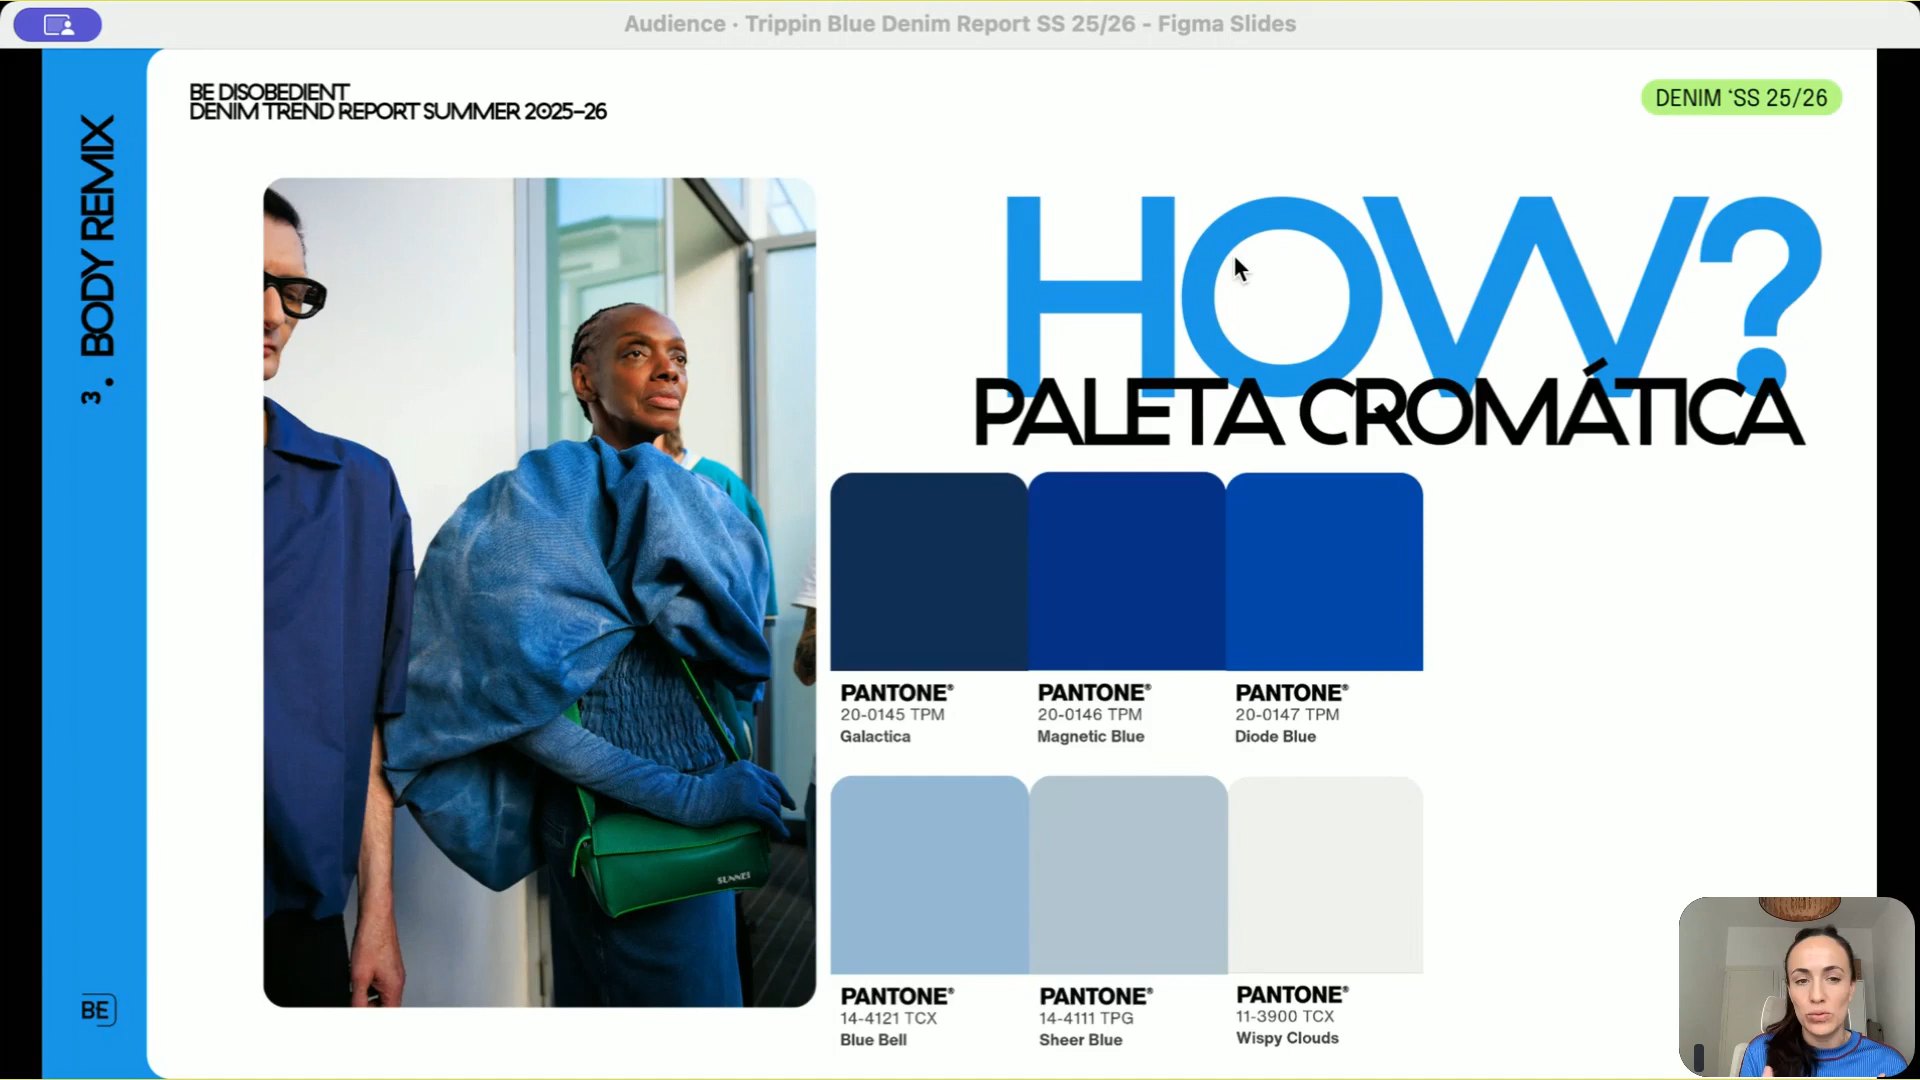 Audience · Trippin Blue Denim Report SS 25/26 - Figma Slides
BE DISOBEDIENT
DENIM TREND REPORT SUMMER 2025-26
DENIM ‘SS 25/26
3. BODY REMIX
HOW?
PALETA CROMÁTICA
PANTONE®
20-0145 TPM
Galactica
PANTONE®
20-0146 TPM
Magnetic Blue
PANTONE®
20-0147 TPM
Diode Blue
SUNNEI
PANTONE®
14-4121 TCX
Blue Bell
PANTONE®
14-4111 TPG
Sheer Blue
PANTONE®
11-3900 TCX
Wispy Clouds
BE